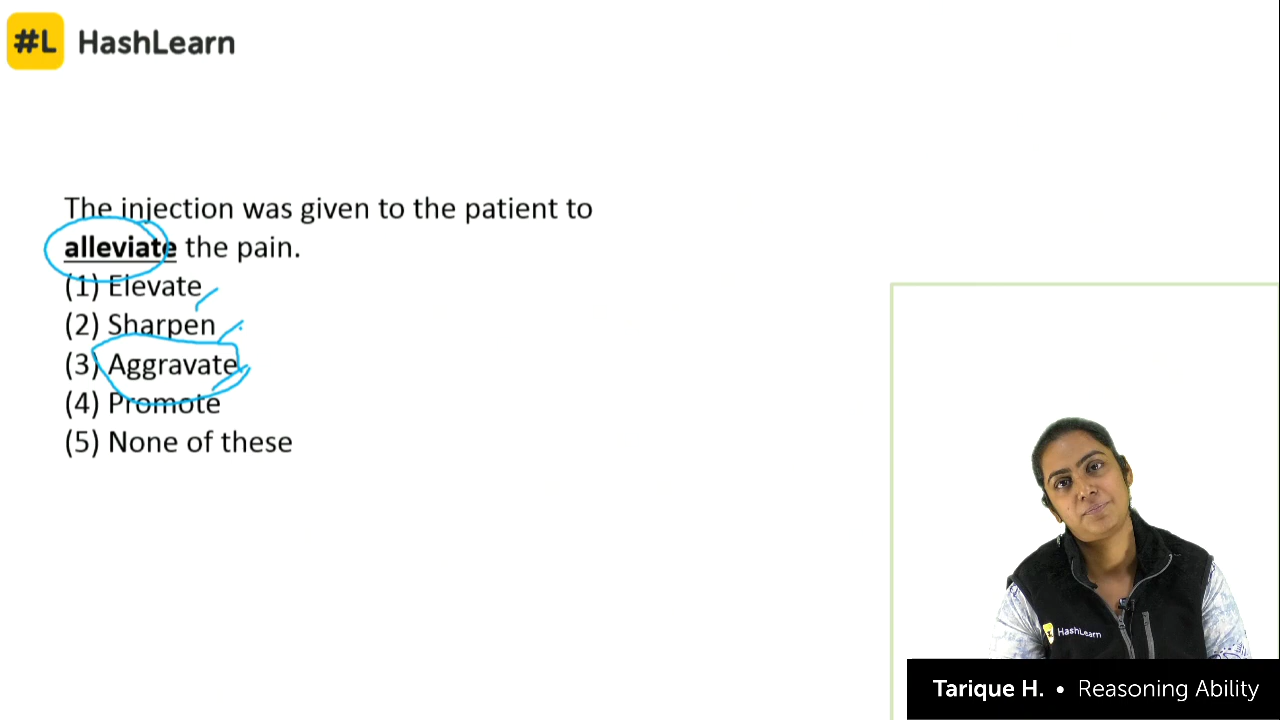 #L HashLearn
The injection was given to the patient to
alleviate the pain.
(1) Elevate
(2) Sharpen
(3) Aggravate
(4) Promote
(5) None of these
HashLearn
Tarique H. • Reasoning Ability